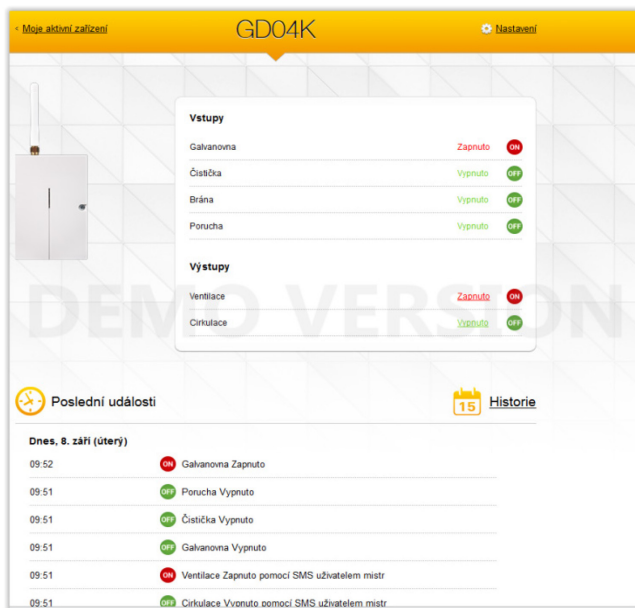 ‹ Moje aktivní zařízení GD04K Nastavení
Vstupy
Galvanovna Zapnuto ON
Čistička Vypnuto OFF
Brána Vypnuto OFF
Porucha Vypnuto OFF
Výstupy
Ventilace Zapnuto ON
Cirkulace Vypnuto OFF
DEMO VERSION
Poslední události 15 Historie
Dnes, 8. září (úterý)
09:52 ON Galvanovna Zapnuto
09:51 OFF Porucha Vypnuto
09:51 OFF Čistička Vypnuto
09:51 OFF Galvanovna Vypnuto
09:51 ON Ventilace Zapnuto pomocí SMS uživatelem mistr
09:51 OFF Cirkulace Vypnuto pomocí SMS uživatelem mistr